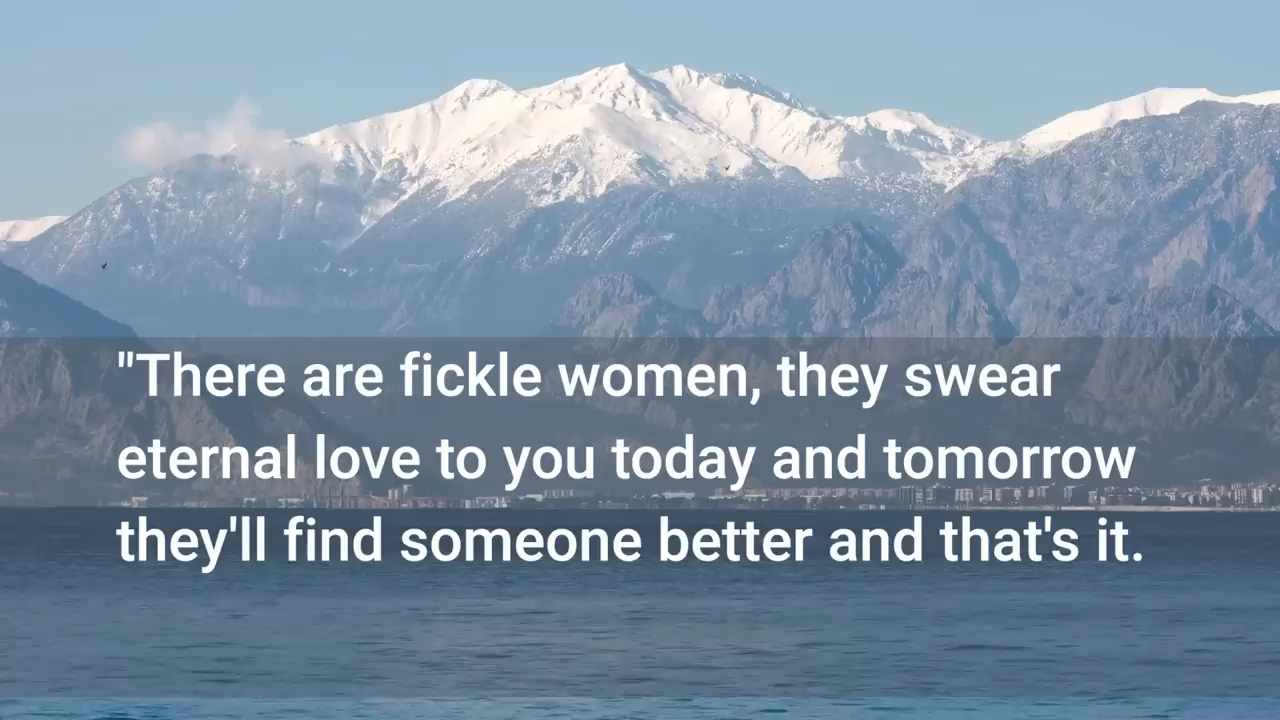 "There are fickle women, they swear
eternal love to you today and tomorrow
they'll find someone better and that's it.